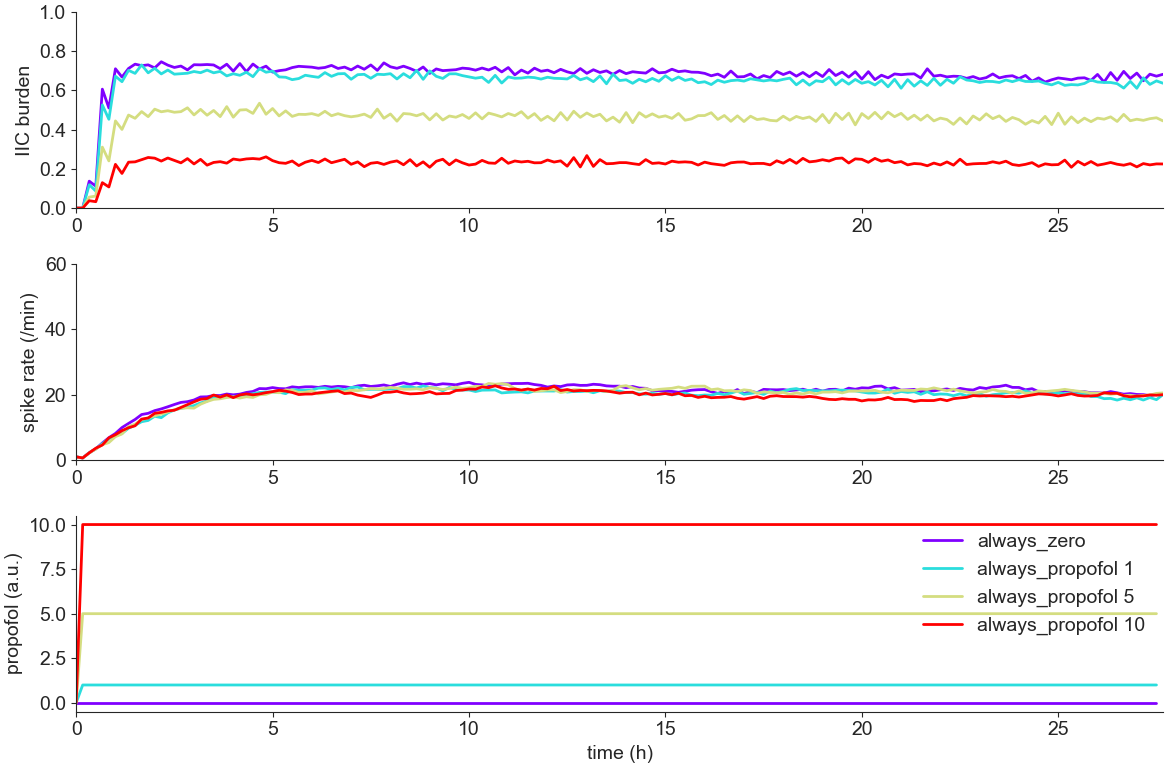 IIC burden
1.0
0.8
0.6
0.4
0.2
0.0
0 5 10 15 20 25
spike rate (/min)
60
40
20
0
0 5 10 15 20 25
propofol (a.u.)
10.0
7.5
5.0
2.5
0.0
always_zero
always_propofol 1
always_propofol 5
always_propofol 10
0 5 10 15 20 25
time (h)